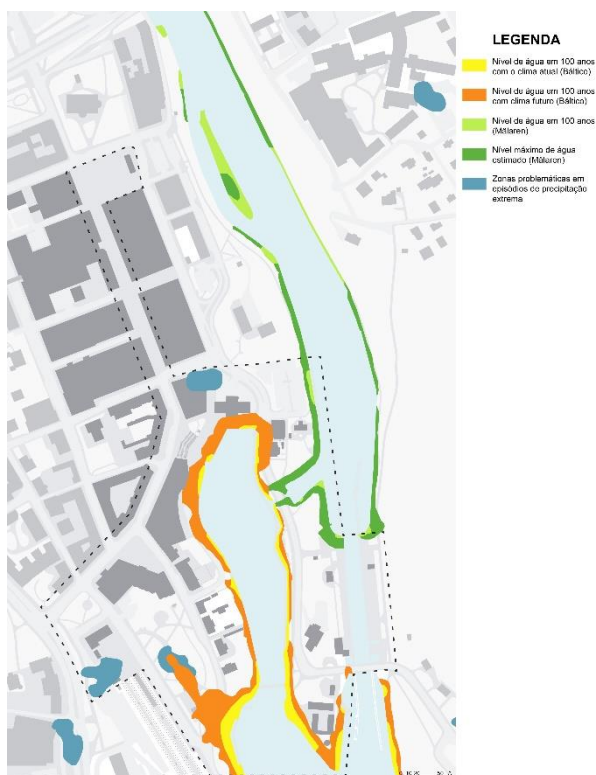 LEGENDA
Nível de água em 100 anos
com o clima atual (Báltico)
Nível de água em 100 anos
com clima futuro (Báltico)
Nível de água em 100 anos
(Mälaren)
Nível máximo de água
estimado (Mälaren)
Zonas problemáticas em
episódios de precipitação
extrema